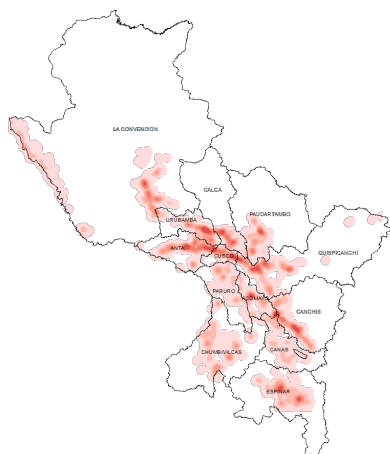 LA CONVENCION
CALCA
URUBAMBA
PAUCARTAMBO
ANTA
CUSCO
QUISPICANCHI
PARURO
ACOMAYO
CANCHIS
CHUMBIVILCAS
CANAS
ESPINAR